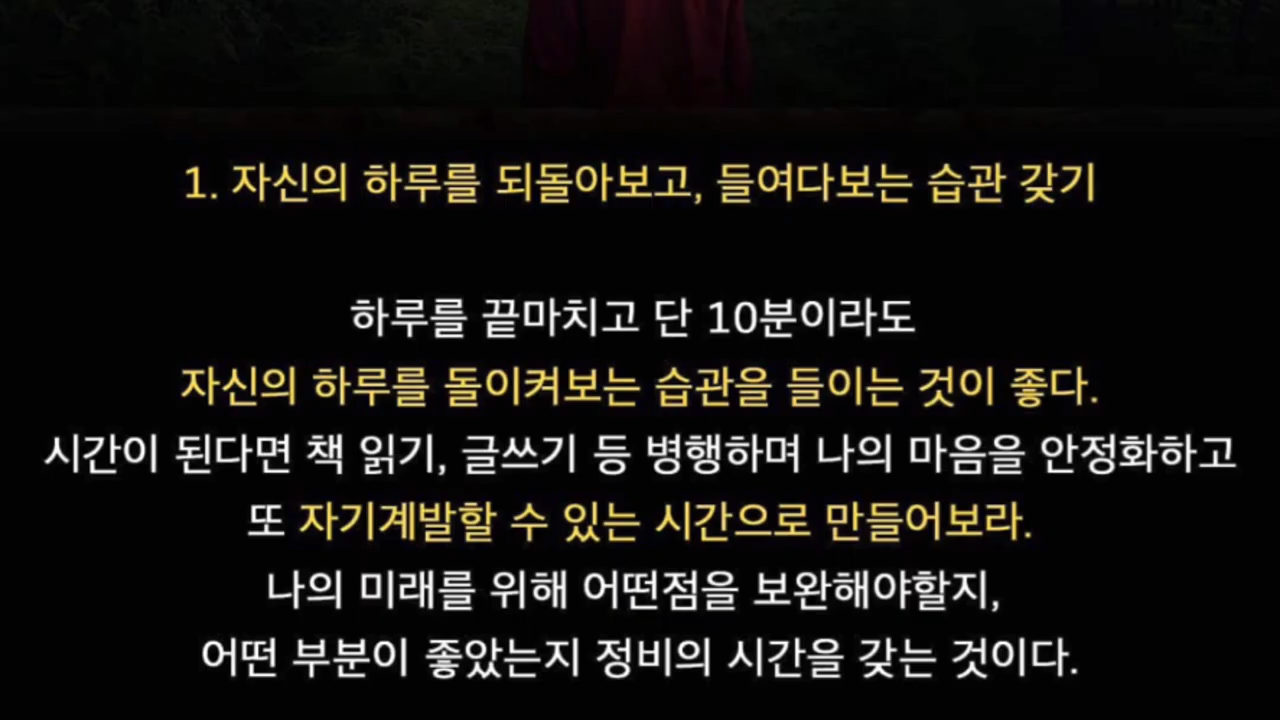 1. 자신의 하루를 되돌아보고, 들여다보는 습관 갖기
하루를 끝마치고 단 10분이라도
자신의 하루를 돌이켜보는 습관을 들이는 것이 좋다.
시간이 된다면 책 읽기, 글쓰기 등 병행하며 나의 마음을 안정화하고
또 자기계발할 수 있는 시간으로 만들어보라.
나의 미래를 위해 어떤점을 보완해야할지,
어떤 부분이 좋았는지 정비의 시간을 갖는 것이다.